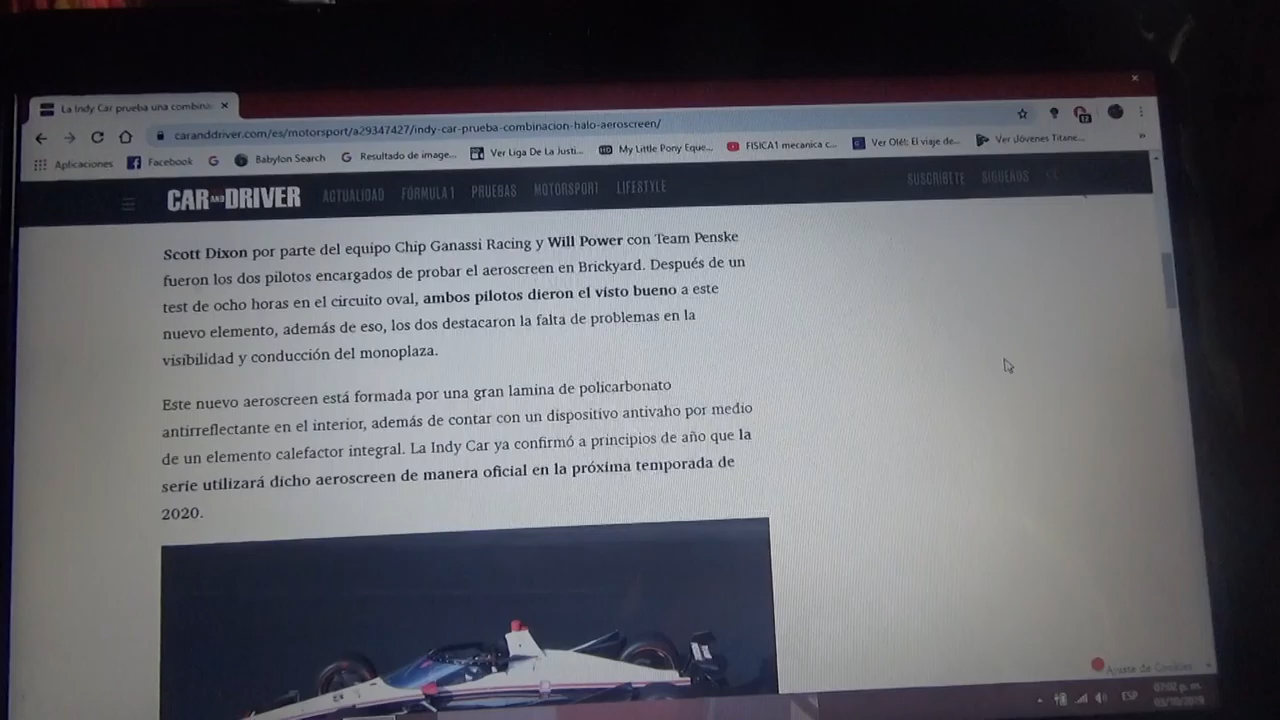 La Indy Car prueba una combina
caranddriver.com/es/motorsport/a29347427/indy-car-prueba-combinacion-halo-aeroscreen/
Aplicaciones Facebook Babylon Search Resultado de image... Ver Liga De La Justi... My Little Pony Eque... FISICA1 mecanica c... Ver Olé!: El viaje de... Ver Jóvenes Titane... »
CAR AND DRIVER ACTUALIDAD FÓRMULA 1 PRUEBAS MOTORSPORT LIFESTYLE SUSCRÍBETE SÍGUENOS
Scott Dixon por parte del equipo Chip Ganassi Racing y Will Power con Team Penske
fueron los dos pilotos encargados de probar el aeroscreen en Brickyard. Después de un
test de ocho horas en el circuito oval, ambos pilotos dieron el visto bueno a este
nuevo elemento, además de eso, los dos destacaron la falta de problemas en la
visibilidad y conducción del monoplaza.
Este nuevo aeroscreen está formada por una gran lamina de policarbonato
antirreflectante en el interior, además de contar con un dispositivo antivaho por medio
de un elemento calefactor integral. La Indy Car ya confirmó a principios de año que la
serie utilizará dicho aeroscreen de manera oficial en la próxima temporada de
2020.
Ajuste de Cookies
ESP
07:02 p. m.
03/10/2019